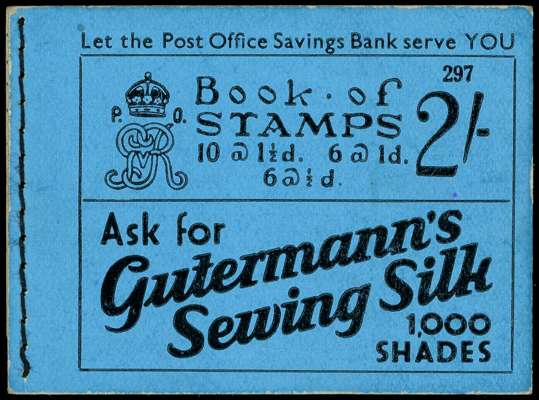 Let the Post Office Savings Bank serve YOU
297
P. O.
Book · of
STAMPS
2/-
10 @ 1½d. 6 @ 1d.
6 @ ½d.
Ask for
Gutermann's
Sewing Silk
1,000
SHADES